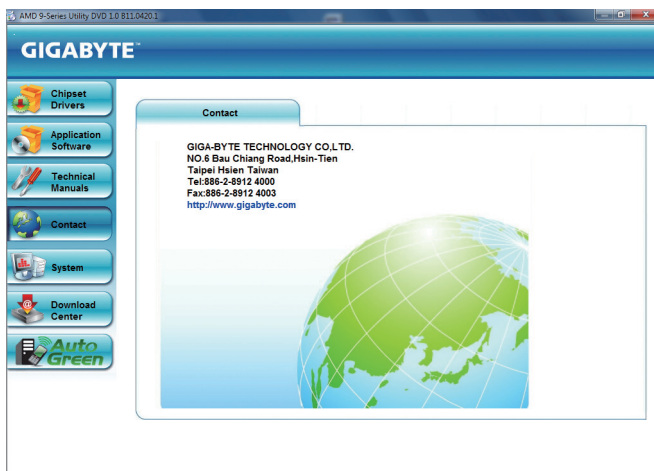 AMD 9-Series Utility DVD 1.0 B11.0420.1
GIGABYTE™
Chipset
Drivers
Application
Software
Technical
Manuals
Contact
System
Download
Center
Auto
Green
Contact
GIGA-BYTE TECHNOLOGY CO,LTD.
NO.6 Bau Chiang Road,Hsin-Tien
Taipei Hsien Taiwan
Tel:886-2-8912 4000
Fax:886-2-8912 4003
http://www.gigabyte.com